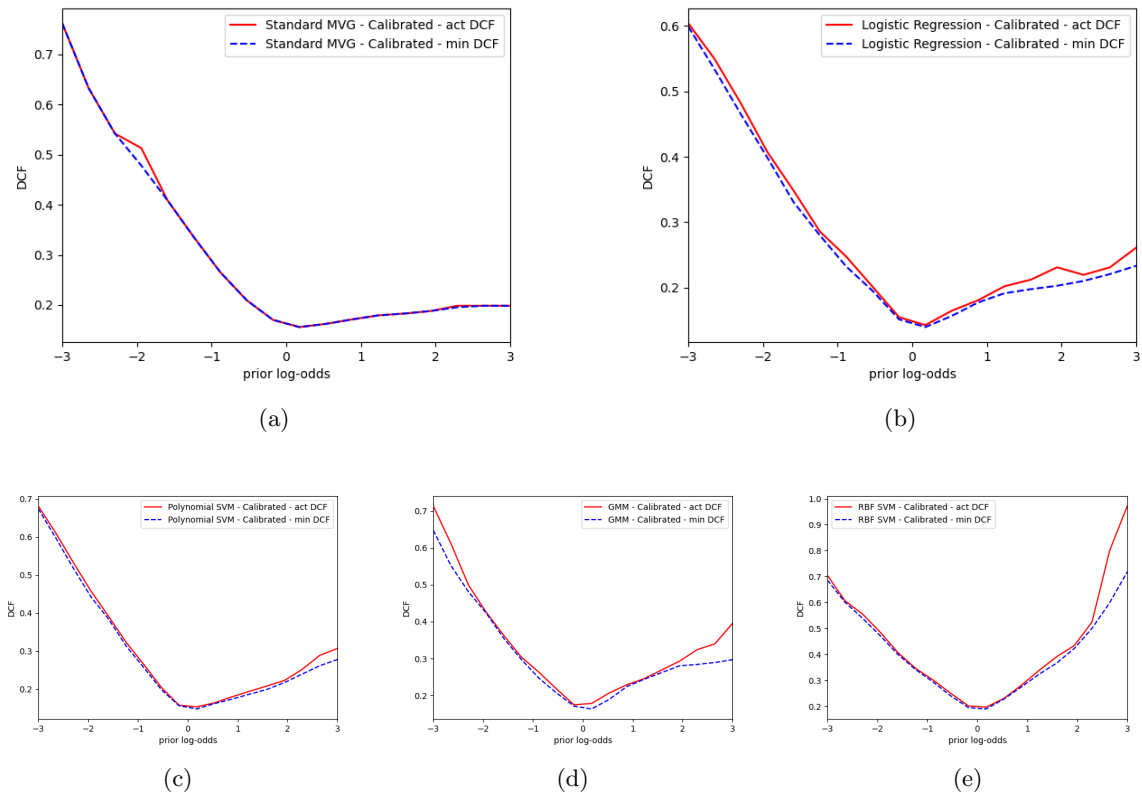 Standard MVG - Calibrated - act DCF
Standard MVG - Calibrated - min DCF
0.7
0.6
0.5
0.4
0.3
0.2
DCF
−3 −2 −1 0 1 2 3
prior log-odds
(a)
Logistic Regression - Calibrated - act DCF
Logistic Regression - Calibrated - min DCF
0.6
0.5
0.4
0.3
0.2
DCF
−3 −2 −1 0 1 2 3
prior log-odds
(b)
Polynomial SVM - Calibrated - act DCF
Polynomial SVM - Calibrated - min DCF
0.7
0.6
0.5
0.4
0.3
0.2
DCF
−3 −2 −1 0 1 2 3
prior log-odds
(c)
GMM - Calibrated - act DCF
GMM - Calibrated - min DCF
0.7
0.6
0.5
0.4
0.3
0.2
DCF
−3 −2 −1 0 1 2 3
prior log-odds
(d)
RBF SVM - Calibrated - act DCF
RBF SVM - Calibrated - min DCF
1.0
0.9
0.8
0.7
0.6
0.5
0.4
0.3
0.2
DCF
−3 −2 −1 0 1 2 3
prior log-odds
(e)